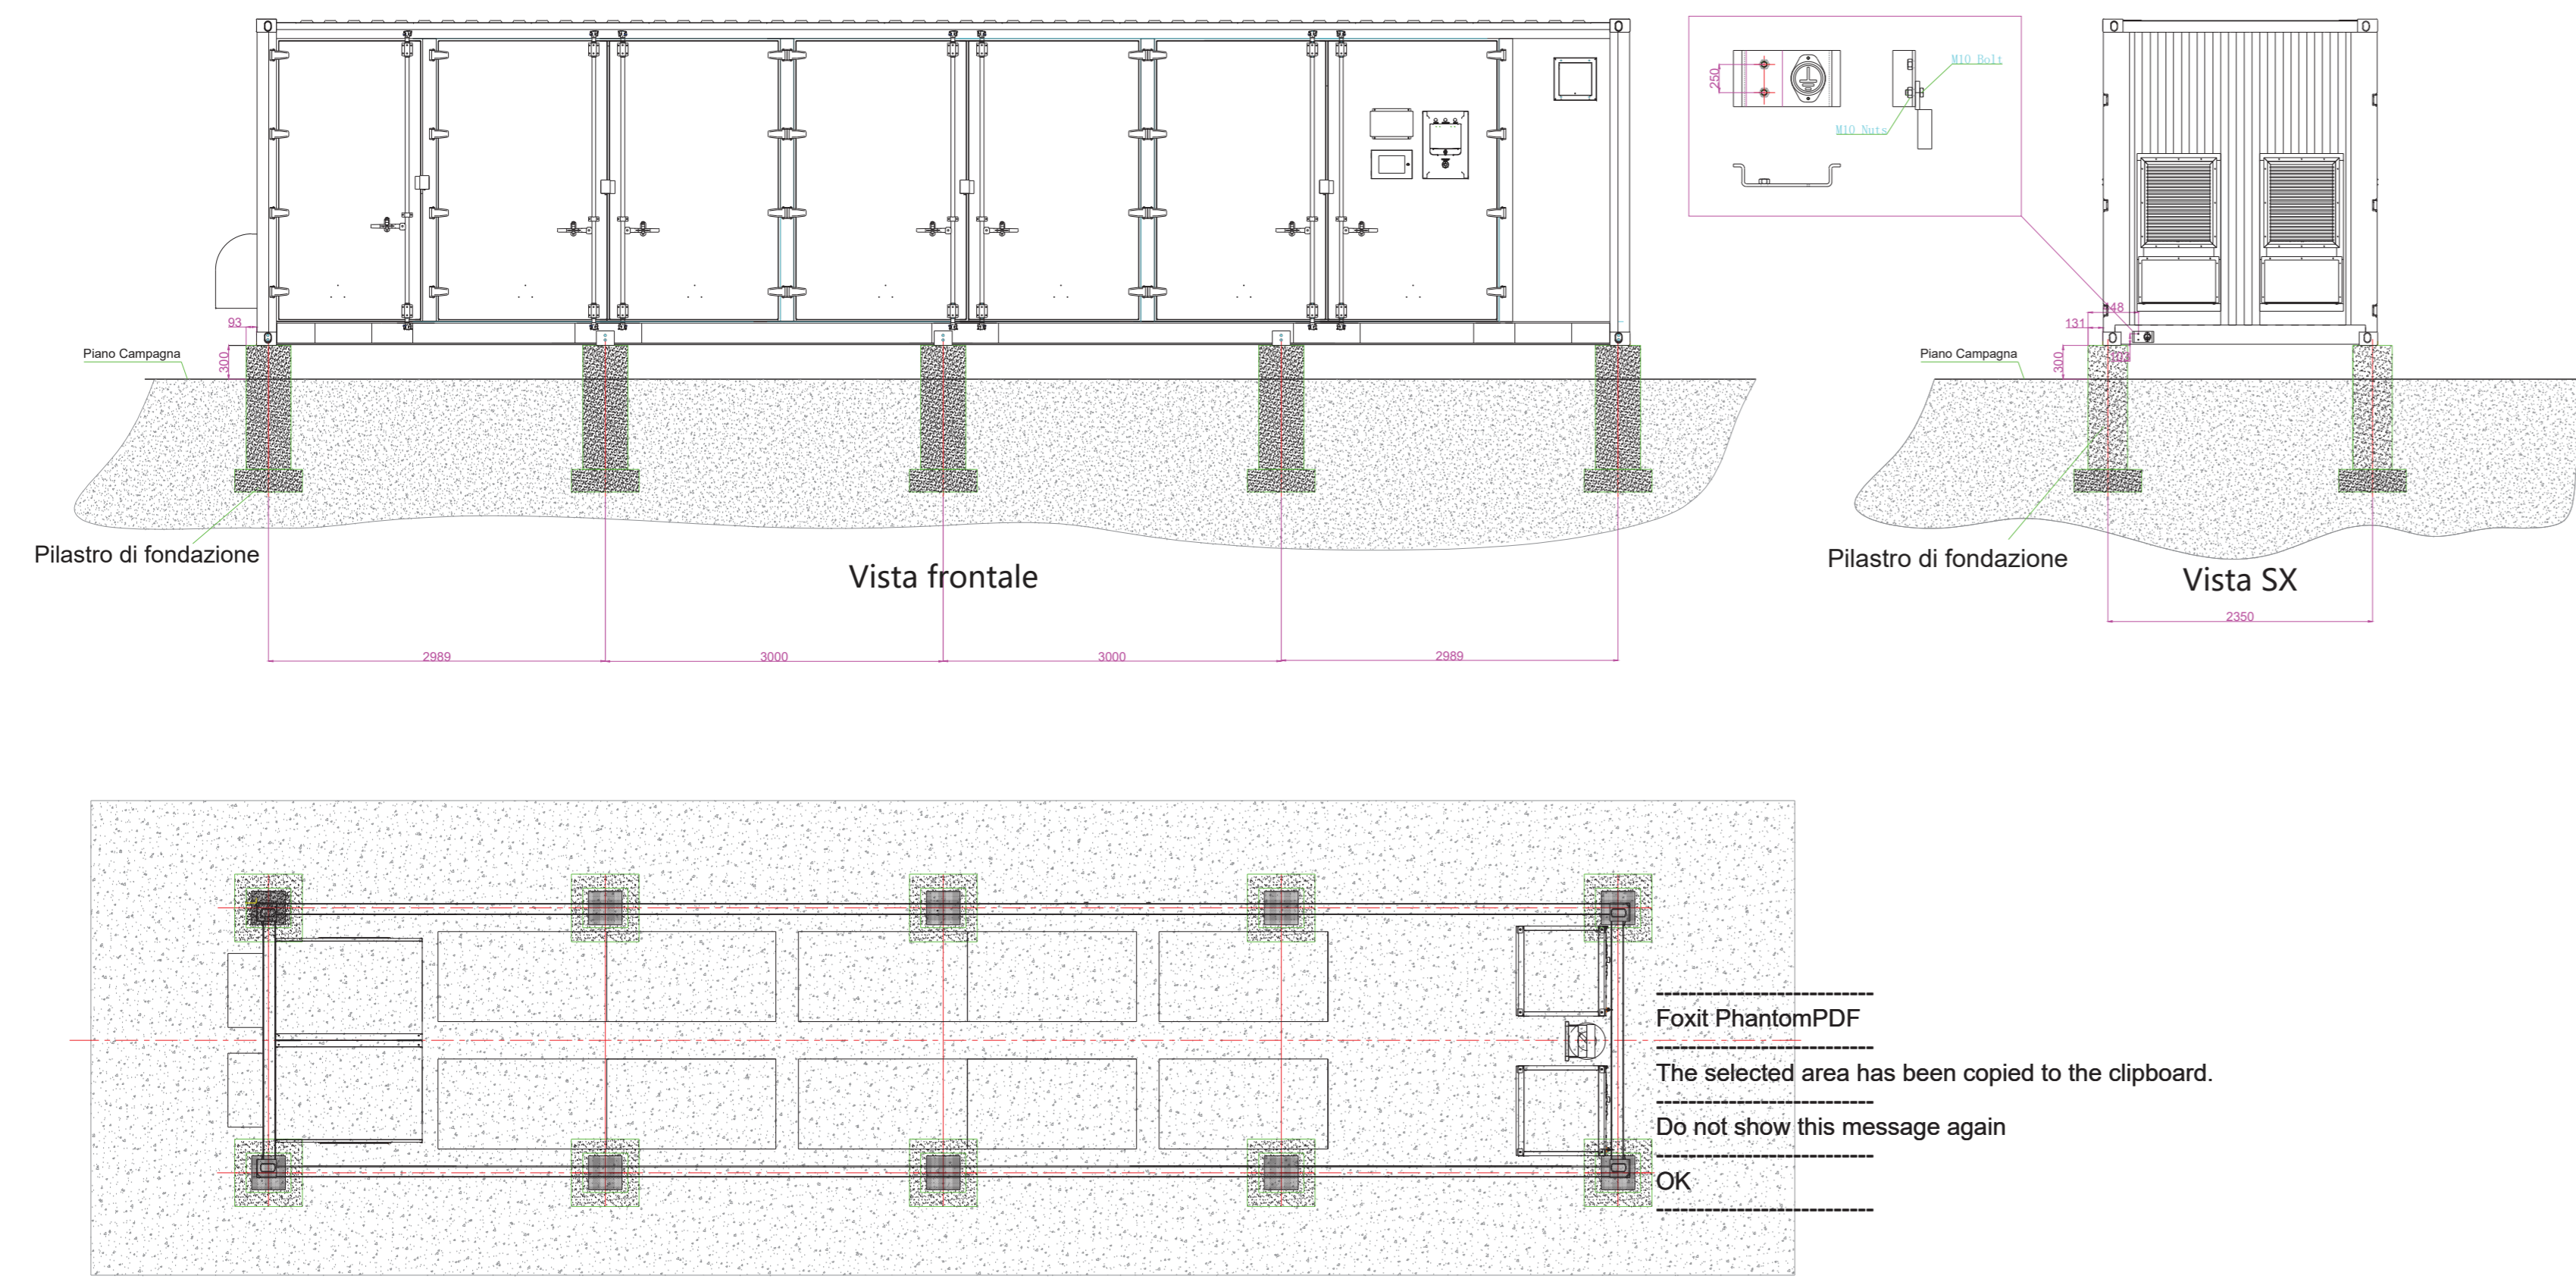 250
M10 Bolt
M10 Nuts
93
Piano Campagna
300
148
131
Piano Campagna
300
Pilastro di fondazione
Vista frontale
Pilastro di fondazione
Vista SX
2350
2989
3000
3000
2989
------------------------
Foxit PhantomPDF
------------------------
The selected area has been copied to the clipboard.
------------------------
Do not show this message again
------------------------
OK
------------------------